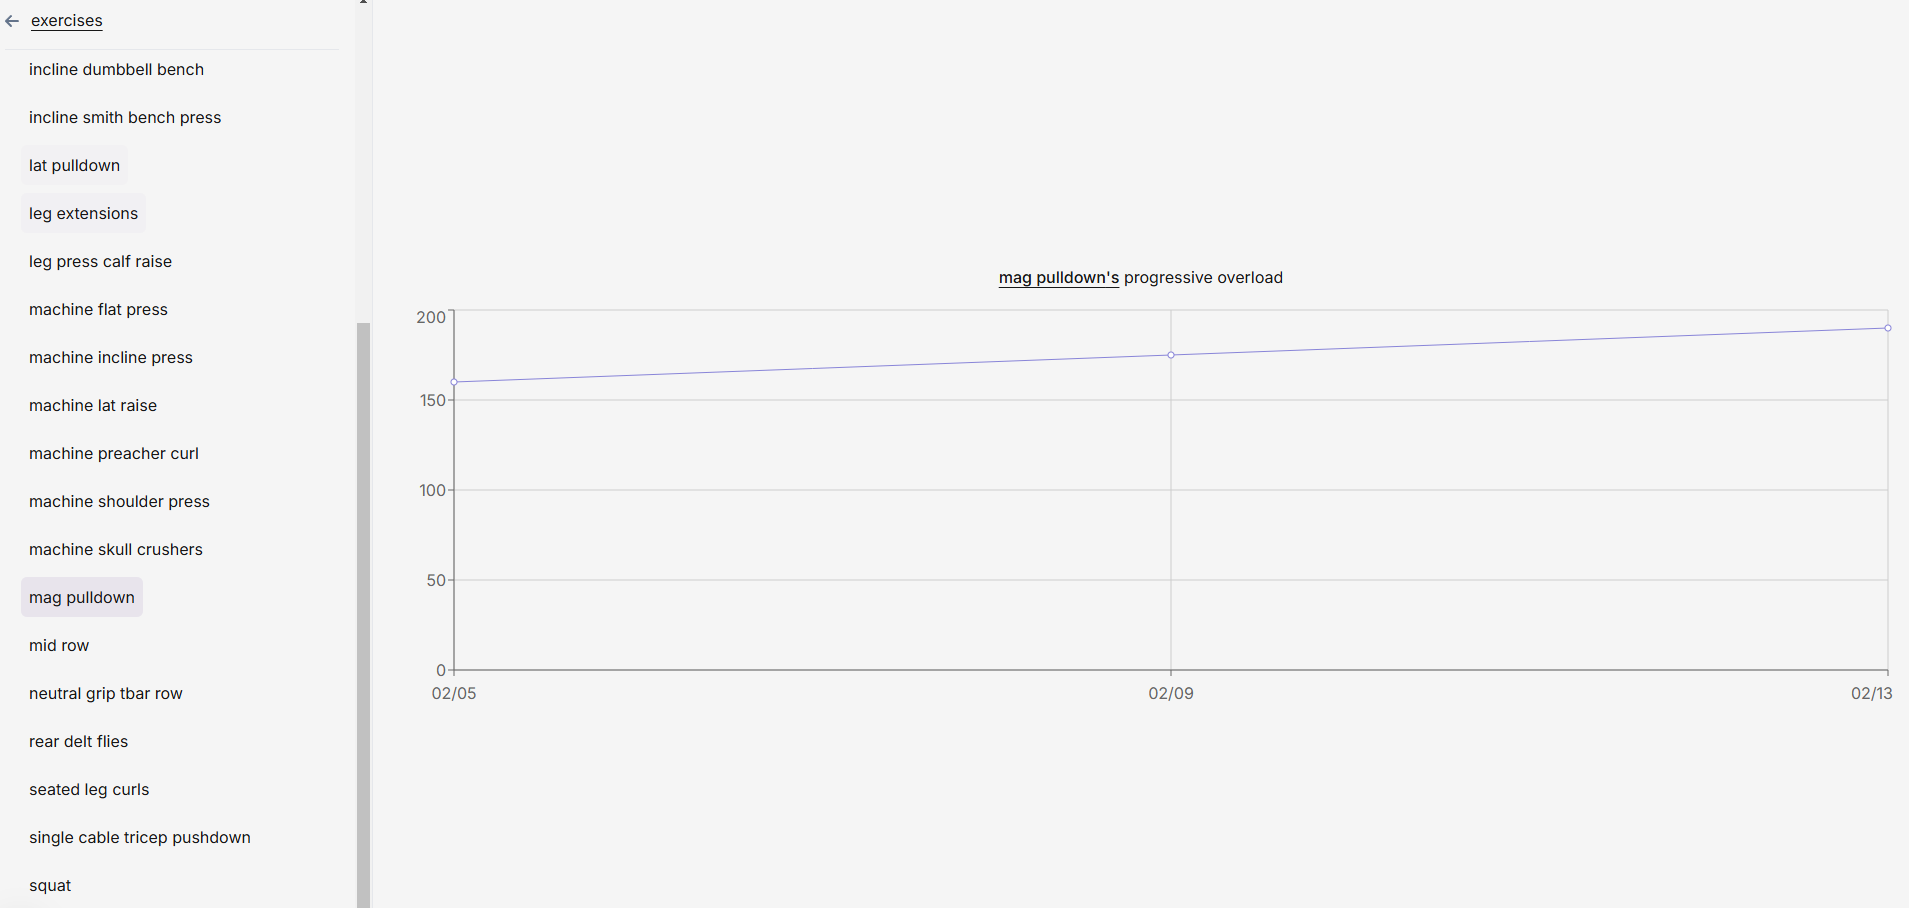 exercises
incline dumbbell bench
incline smith bench press
lat pulldown
leg extensions
leg press calf raise
machine flat press
machine incline press
machine lat raise
machine preacher curl
machine shoulder press
machine skull crushers
mag pulldown
mid row
neutral grip tbar row
rear delt flies
seated leg curls
single cable tricep pushdown
squat
mag pulldown's progressive overload
200
150
100
50
0
02/05 02/09 02/13